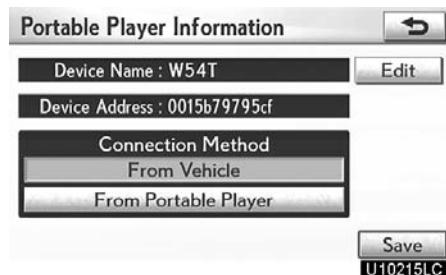 Portable Player Information
Device Name : W54T
Edit
Device Address : 0015b79795cf
Connection Method
From Vehicle
From Portable Player
Save
U10215LC